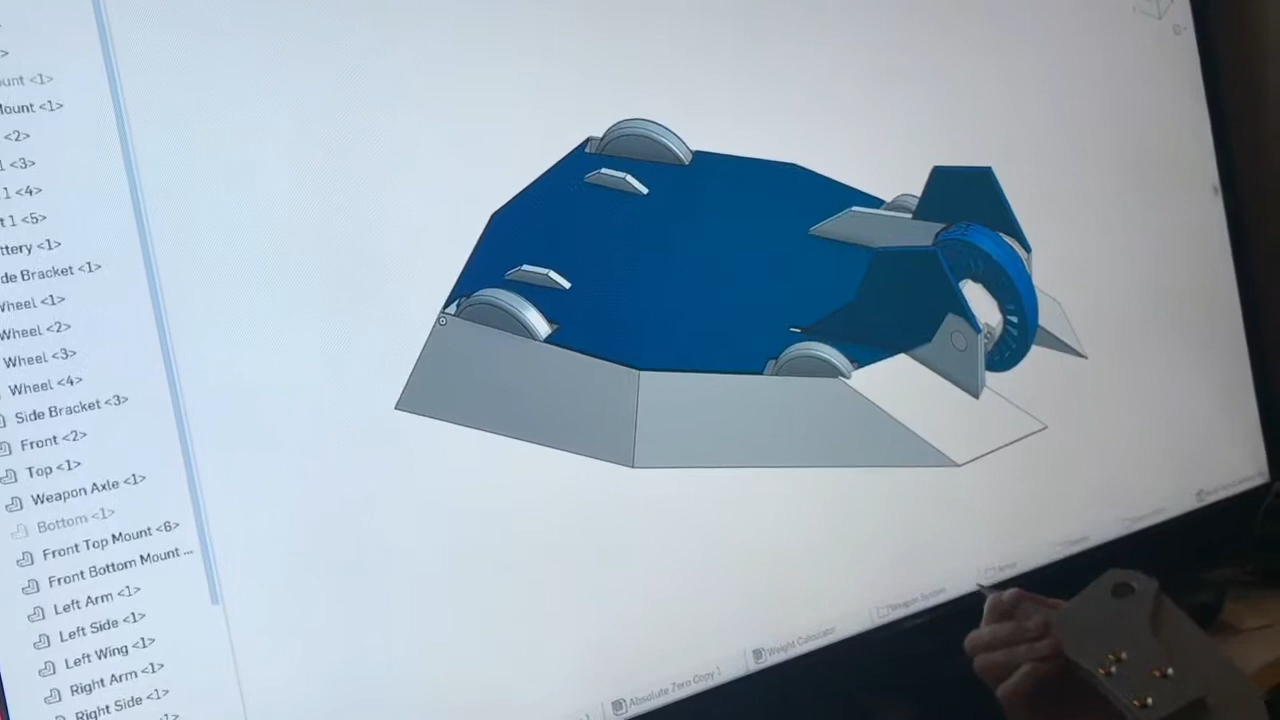 unt <1>
Mount <1>
<2>
1 <3>
1 <4>
t 1 <5>
ttery <1>
de Bracket <1>
Wheel <1>
Wheel <2>
Wheel <3>
Wheel <4>
Side Bracket <3>
Front <2>
Top <1>
Weapon Axle <1>
Bottom <1>
Front Top Mount <6>
Front Bottom Mount ...
Left Arm <1>
Left Side <1>
Left Wing <1>
Right Arm <1>
Right Side <1>
Absolute Zero Copy 1
Weight Calculator
Weapon System
Armor